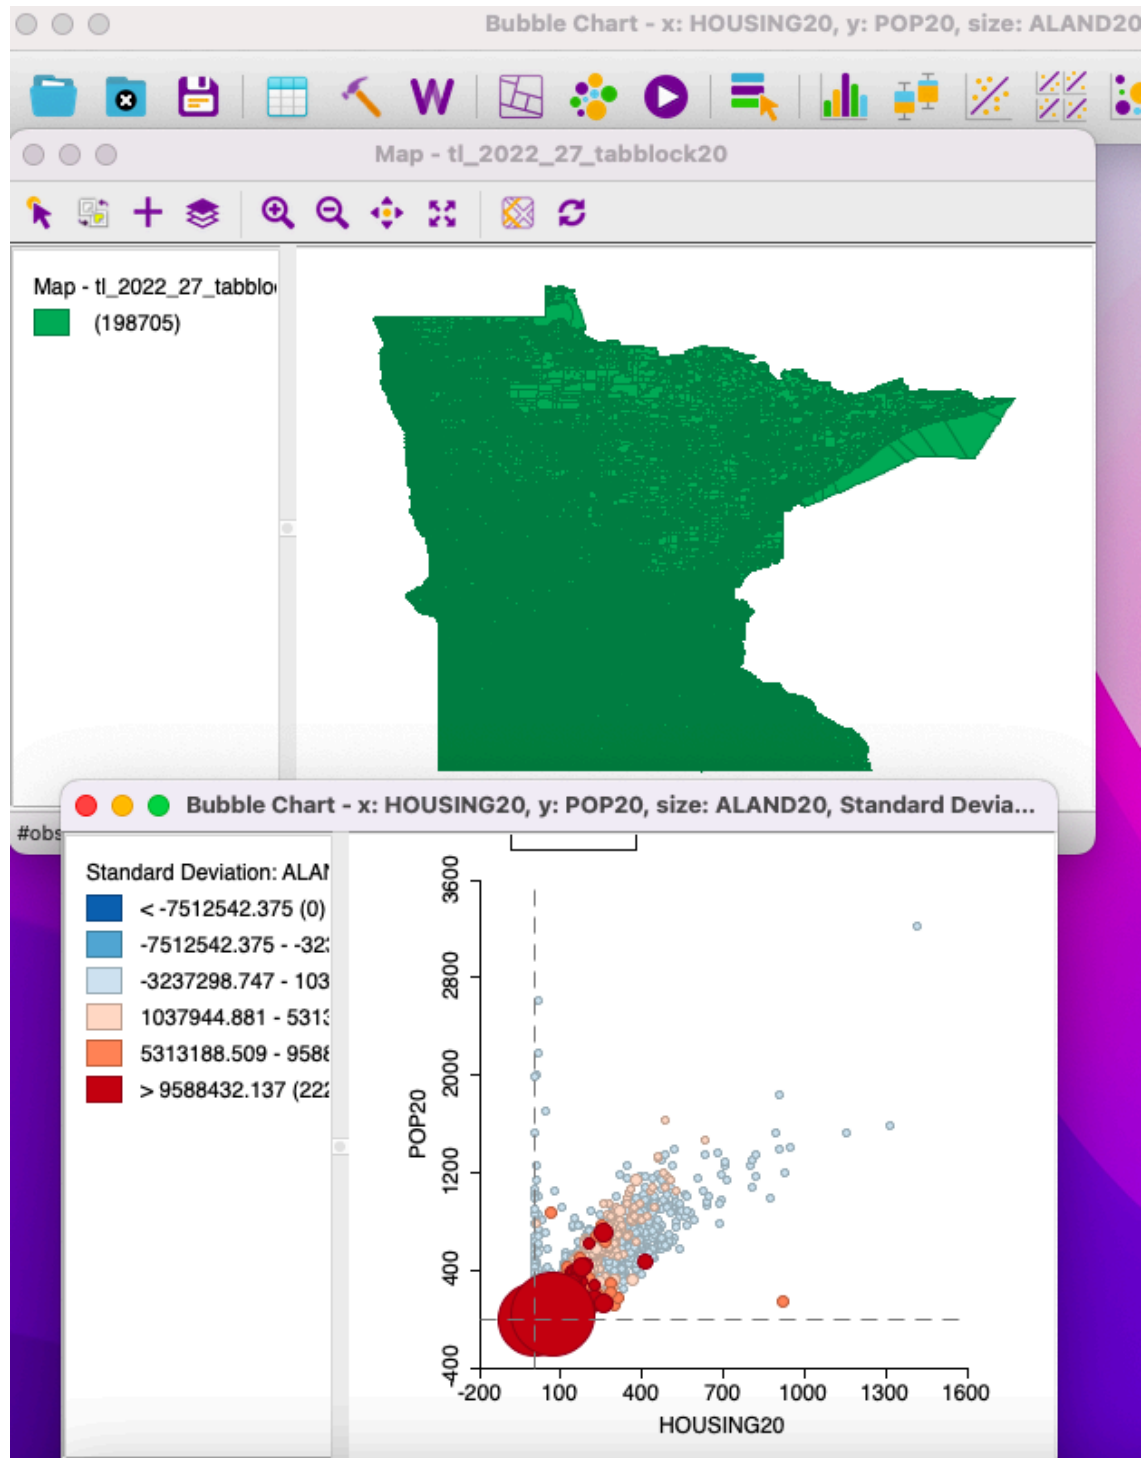 Bubble Chart - x: HOUSING20, y: POP20, size: ALAND20
W
Map - tl_2022_27_tabblock20
Map - tl_2022_27_tabblo
(198705)
#obs
Bubble Chart - x: HOUSING20, y: POP20, size: ALAND20, Standard Devia...
Standard Deviation: ALAN
< -7512542.375 (0)
-7512542.375 - -32
-3237298.747 - 103
1037944.881 - 5313
5313188.509 - 9588
> 9588432.137 (222
3600
2800
2000
1200
400
-400
POP20
-200 100 400 700 1000 1300 1600
HOUSING20